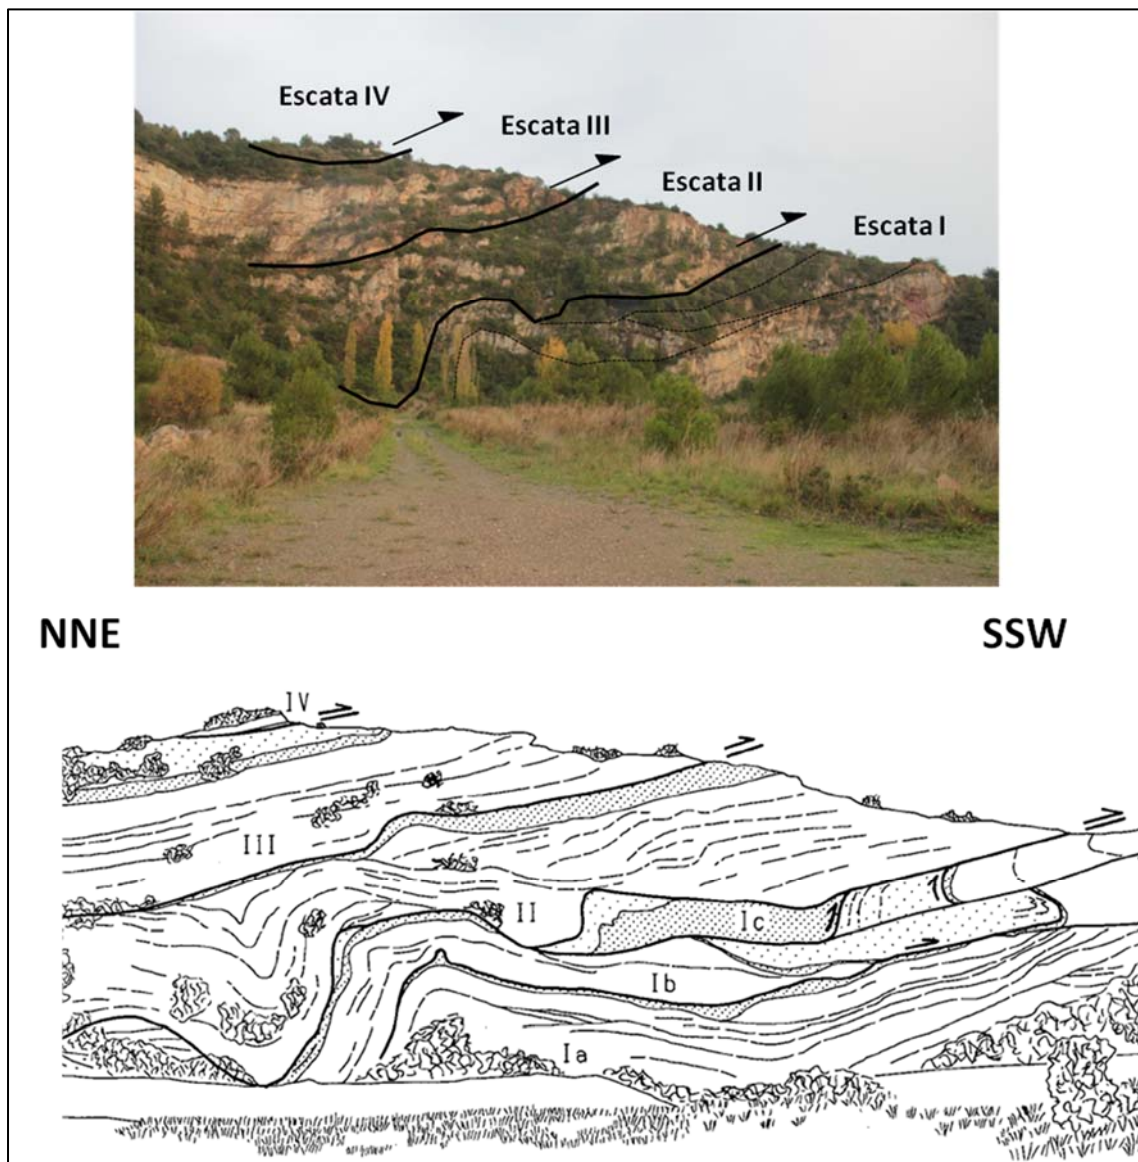 Escata IV
Escata III
Escata II
Escata I
NNE
SSW
IV
III
II
Ic
Ib
Ia